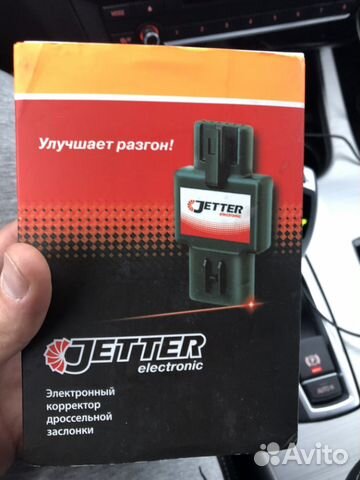 Улучшает разгон!
JETTER
electronic
JETTER
electronic
Электронный
корректор
дроссельной
заслонки
Avito